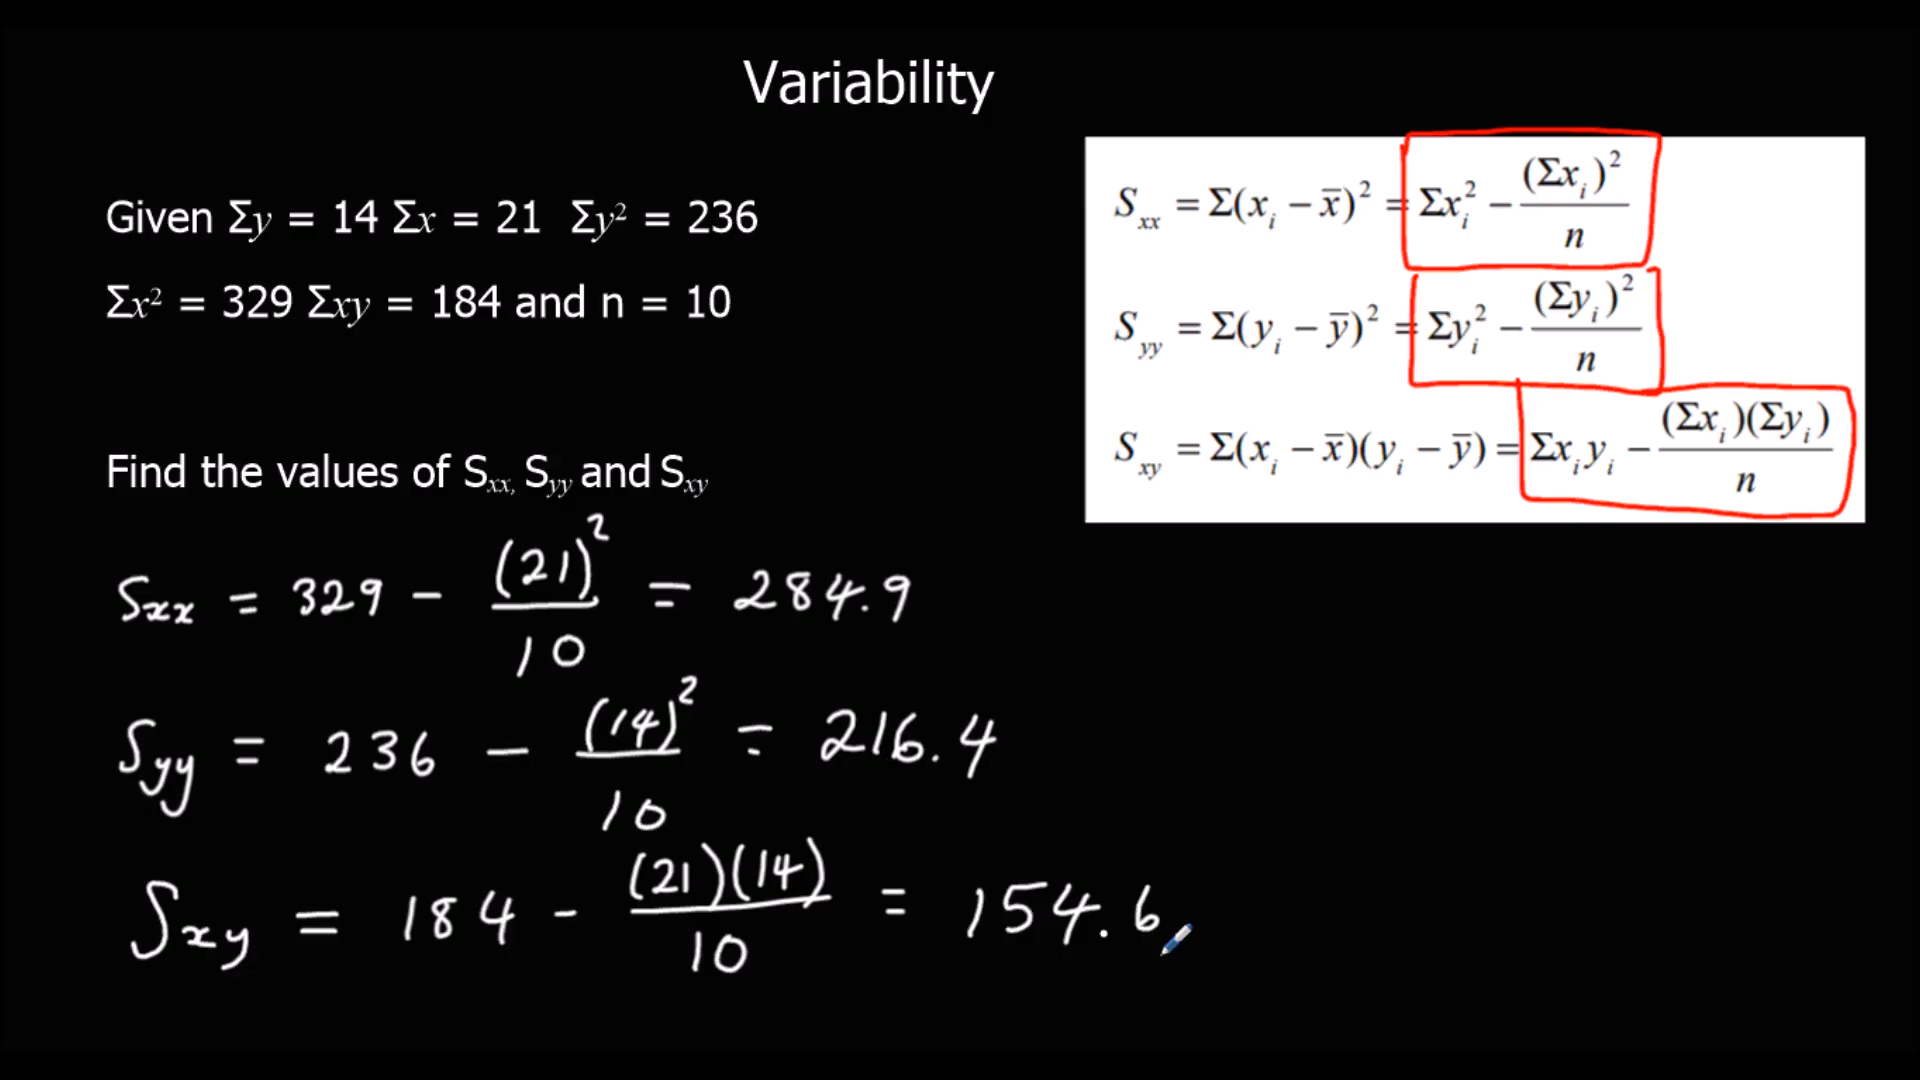 Variability
Given Σy = 14 Σx = 21 Σy² = 236
Σx² = 329 Σxy = 184 and n = 10
Find the values of Sxx, Syy and Sxy
Sxx = Σ(xᵢ − x̅)² = Σxᵢ² − (Σxᵢ)²/n
Syy = Σ(yᵢ − y̅)² = Σyᵢ² − (Σyᵢ)²/n
Sxy = Σ(xᵢ − x̅)(yᵢ − y̅) = Σxᵢyᵢ − (Σxᵢ)(Σyᵢ)/n
Sxx = 329 − (21)²/10 = 284.9
Syy = 236 − (14)²/10 = 216.4
Sxy = 184 − (21)(14)/10 = 154.6